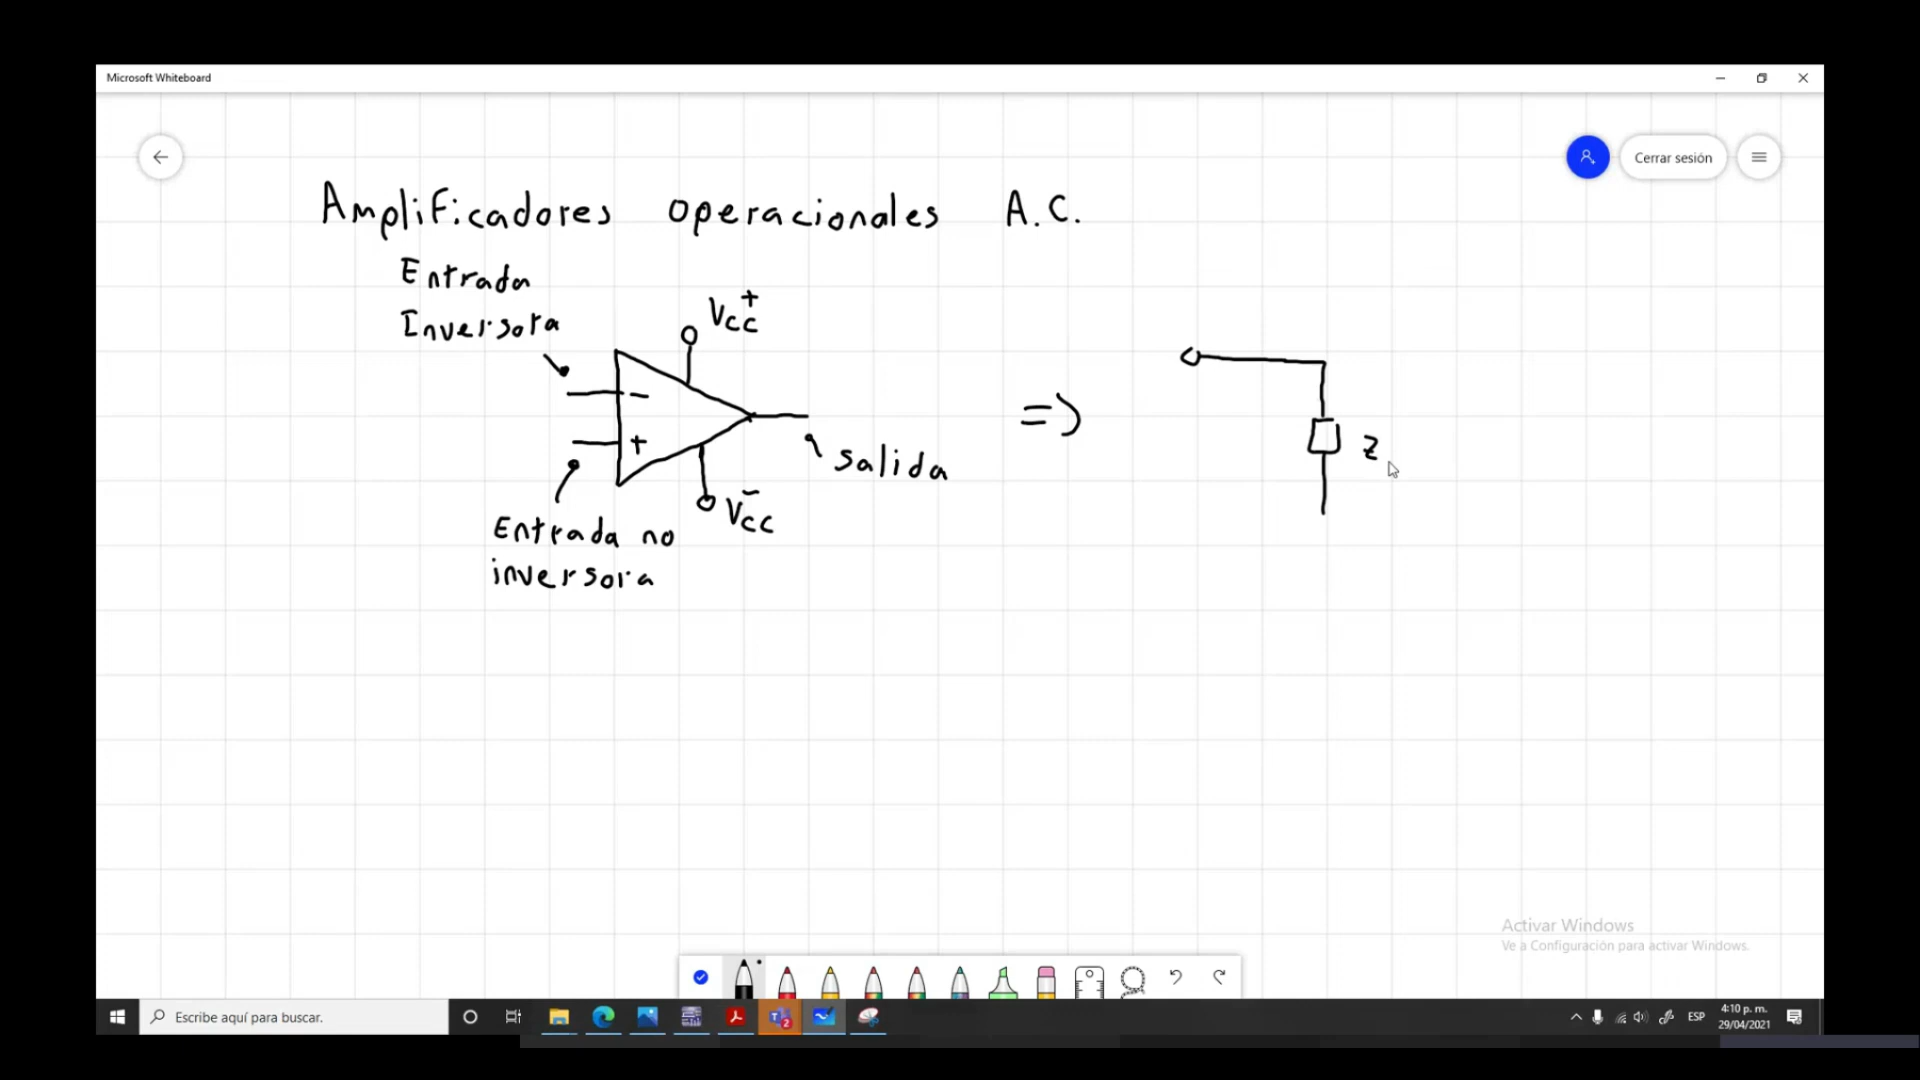 Microsoft Whiteboard
Cerrar sesión
Amplificadores operacionales A.C.
Entrada
Inversora
Vcc+
-
+
=>
z
salida
Vcc-
Entrada no
inversora
Activar Windows
Ve a Configuración para activar Windows.
Escribe aquí para buscar.
2
ESP
4:10 p. m.
29/04/2021